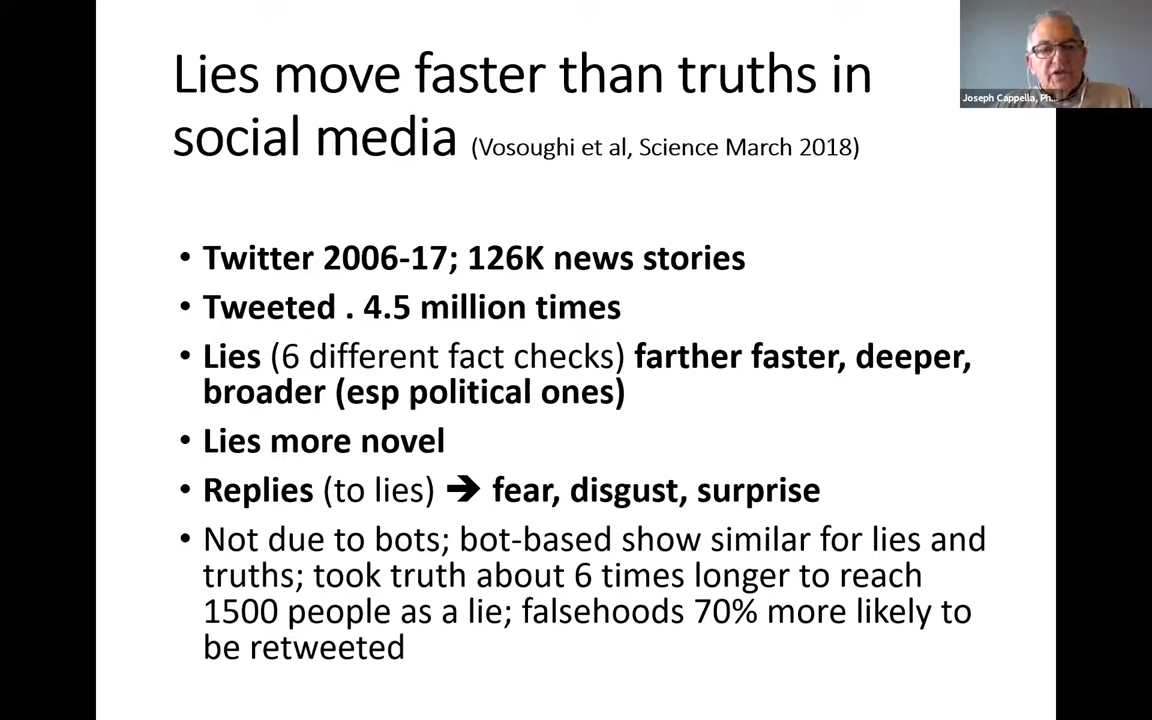 Lies move faster than truths in
social media (Vosoughi et al, Science March 2018)
• Twitter 2006-17; 126K news stories
• Tweeted . 4.5 million times
• Lies (6 different fact checks) farther faster, deeper,
broader (esp political ones)
• Lies more novel
• Replies (to lies) ➔ fear, disgust, surprise
• Not due to bots; bot-based show similar for lies and
truths; took truth about 6 times longer to reach
1500 people as a lie; falsehoods 70% more likely to
be retweeted
Joseph Cappella, Ph...